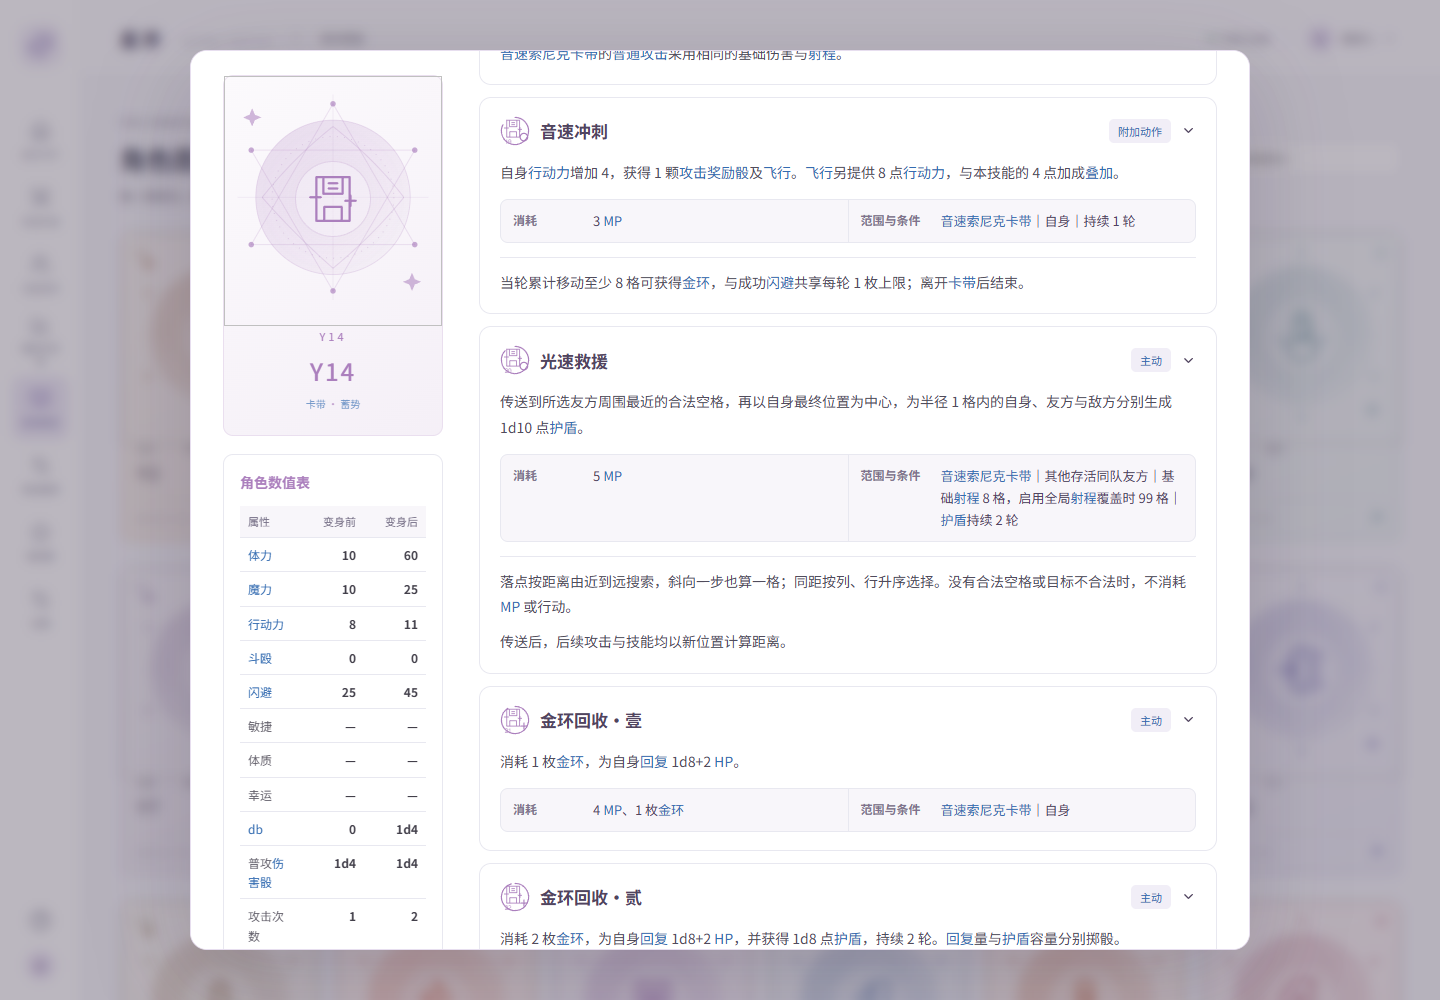 Y14
Y14
卡带 · 蓄势
角色数值表
属性 变身前 变身后
体力 10 60
魔力 10 25
行动力 8 11
斗殴 0 0
闪避 25 45
敏捷 — —
体质 — —
幸运 — —
db 0 1d4
普攻伤害骰 1d4 1d4
攻击次数 1 2
音速索尼克卡带的普通攻击采用相同的基础伤害与射程。
音速冲刺
附加动作
自身行动力增加 4，获得 1 颗攻击奖励骰及飞行。飞行另提供 8 点行动力，与本技能的 4 点加成叠加。
消耗 3 MP
范围与条件 音速索尼克卡带｜自身｜持续 1 轮
当轮累计移动至少 8 格可获得金环，与成功闪避共享每轮 1 枚上限；离开卡带后结束。
光速救援
主动
传送到所选友方周围最近的合法空格，再以自身最终位置为中心，为半径 1 格内的自身、友方与敌方分别生成
1d10 点护盾。
消耗 5 MP
范围与条件 音速索尼克卡带｜其他存活同队友方｜基
础射程 8 格，启用全局射程覆盖时 99 格｜
护盾持续 2 轮
落点按距离由近到远搜索，斜向一步也算一格；同距按列、行升序选择。没有合法空格或目标不合法时，不消耗
MP 或行动。
传送后，后续攻击与技能均以新位置计算距离。
金环回收·壹
主动
消耗 1 枚金环，为自身回复 1d8+2 HP。
消耗 4 MP、1 枚金环
范围与条件 音速索尼克卡带｜自身
金环回收·贰
主动
消耗 2 枚金环，为自身回复 1d8+2 HP，并获得 1d8 点护盾，持续 2 轮。回复量与护盾容量分别掷骰。